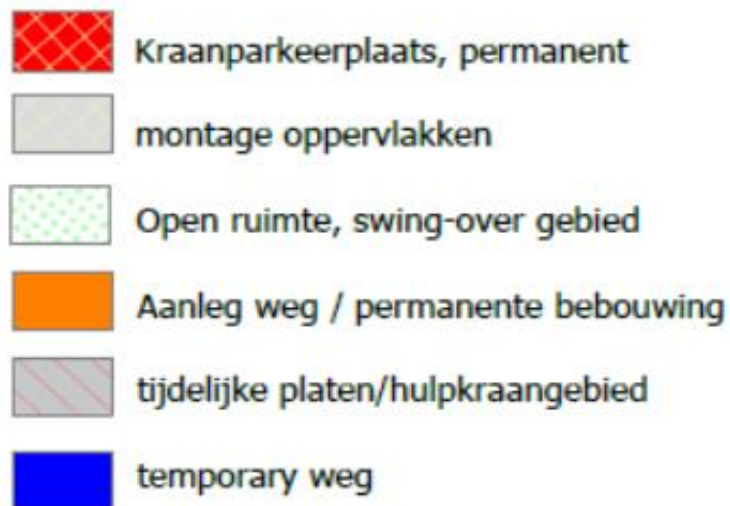 Kraanparkeerplaats, permanent
montage oppervlakken
Open ruimte, swing-over gebied
Aanleg weg / permanente bebouwing
tijdelijke platen/hulpkraangebied
temporary weg